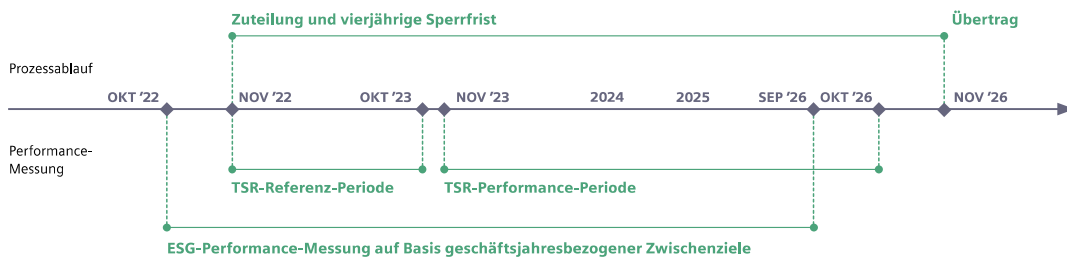 Zuteilung und vierjährige Sperrfrist
Übertrag
Prozessablauf
OKT ’22
NOV ’22
OKT ’23
NOV ’23
2024
2025
SEP ’26
OKT ’26
NOV ’26
Performance-
Messung
TSR-Referenz-Periode
TSR-Performance-Periode
ESG-Performance-Messung auf Basis geschäftsjahresbezogener Zwischenziele